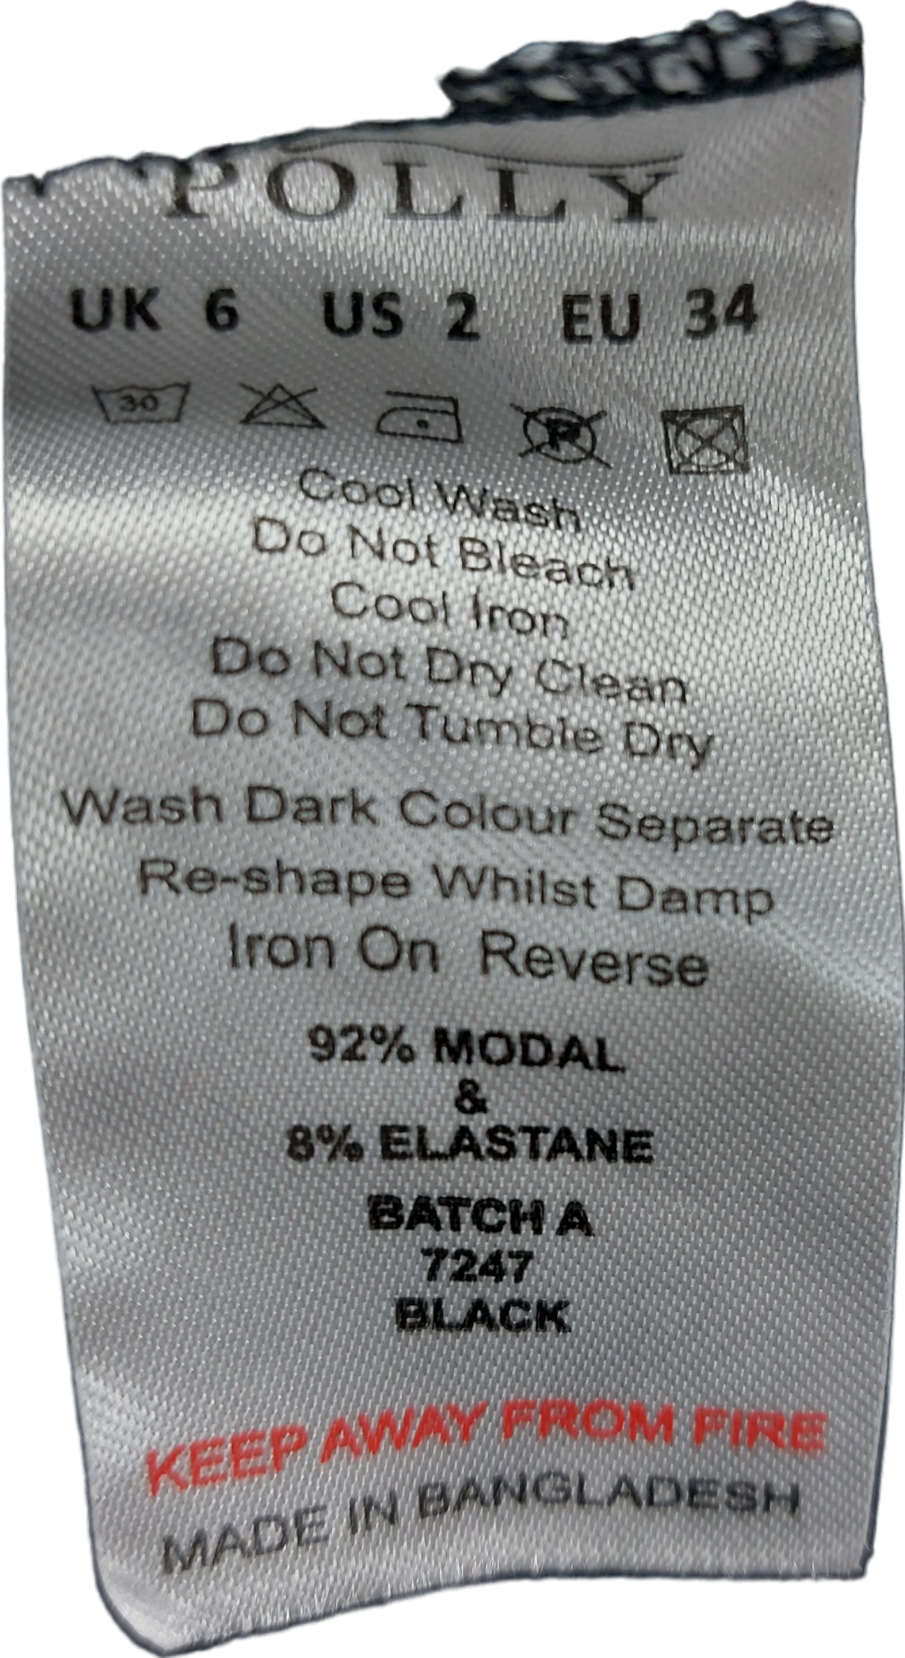 POLLY
UK 6 US 2 EU 34
30 P
Cool Wash
Do Not Bleach
Cool Iron
Do Not Dry Clean
Do Not Tumble Dry
Wash Dark Colour Separate
Re-shape Whilst Damp
Iron On Reverse
92% MODAL
&
8% ELASTANE
BATCH A
7247
BLACK
KEEP AWAY FROM FIRE
MADE IN BANGLADESH